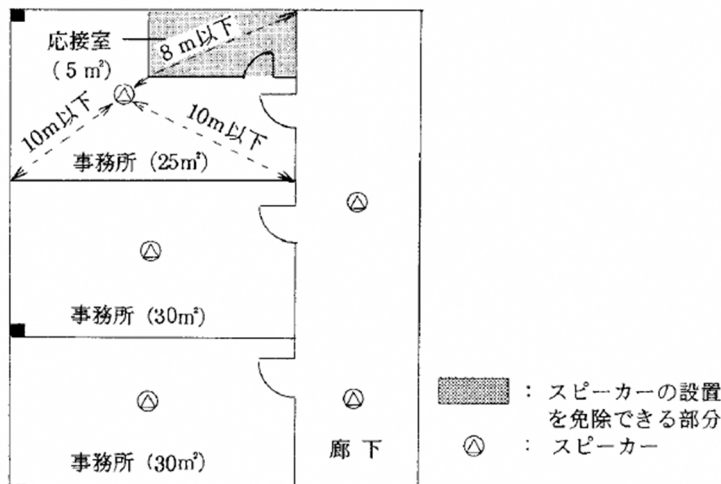 応接室
(5㎡)
8m以下
10m以下
10m以下
事務所(25㎡)
事務所(30㎡)
事務所(30㎡)
廊下
:スピーカーの設置
を免除できる部分
:スピーカー